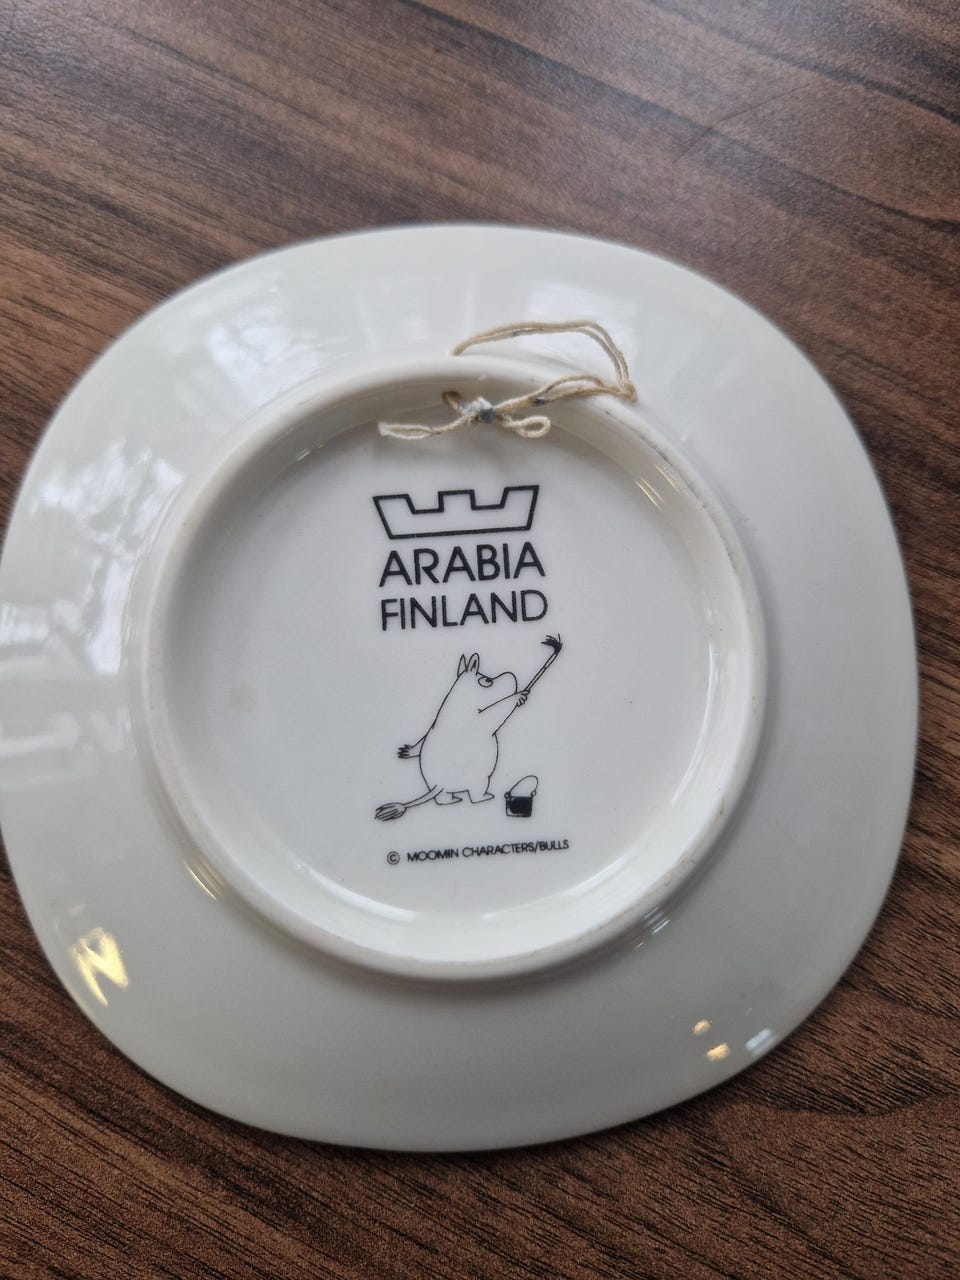 ARABIA
FINLAND
© MOOMIN CHARACTERS/BULLS